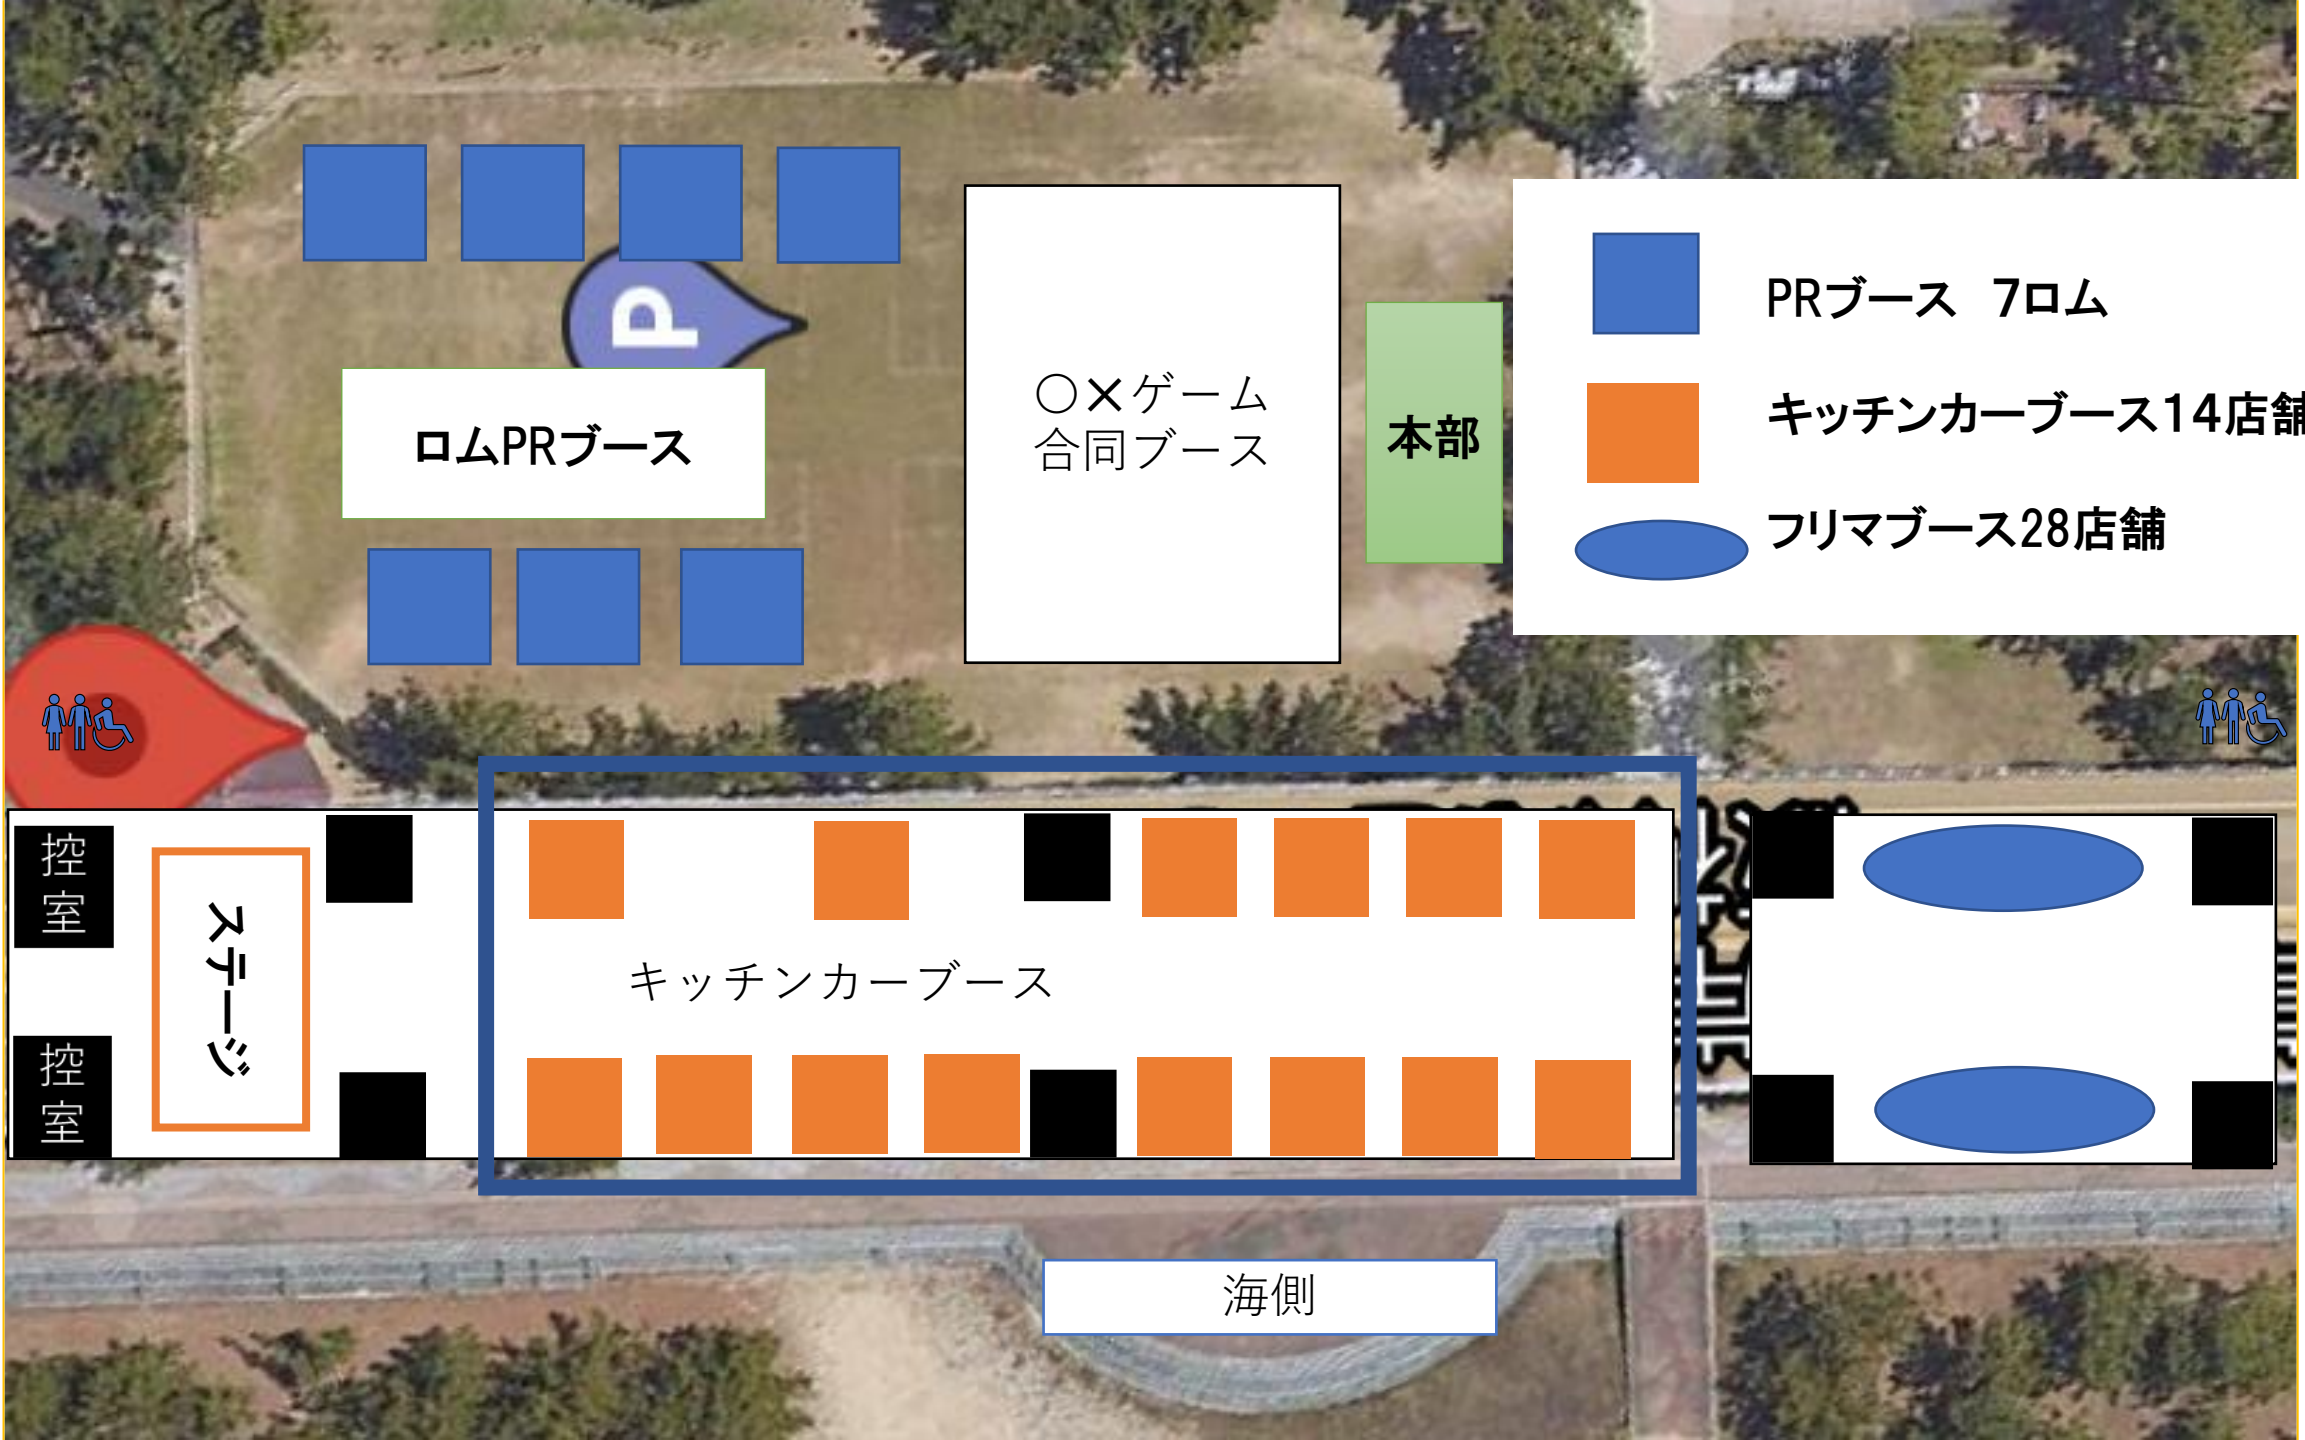 P
ロムPRブース
○×ゲーム
合同ブース
本部
PRブース　7ロム
キッチンカーブース14店舗
フリマブース28店舗
控
室
ステージ
キッチンカーブース
控
室
海側